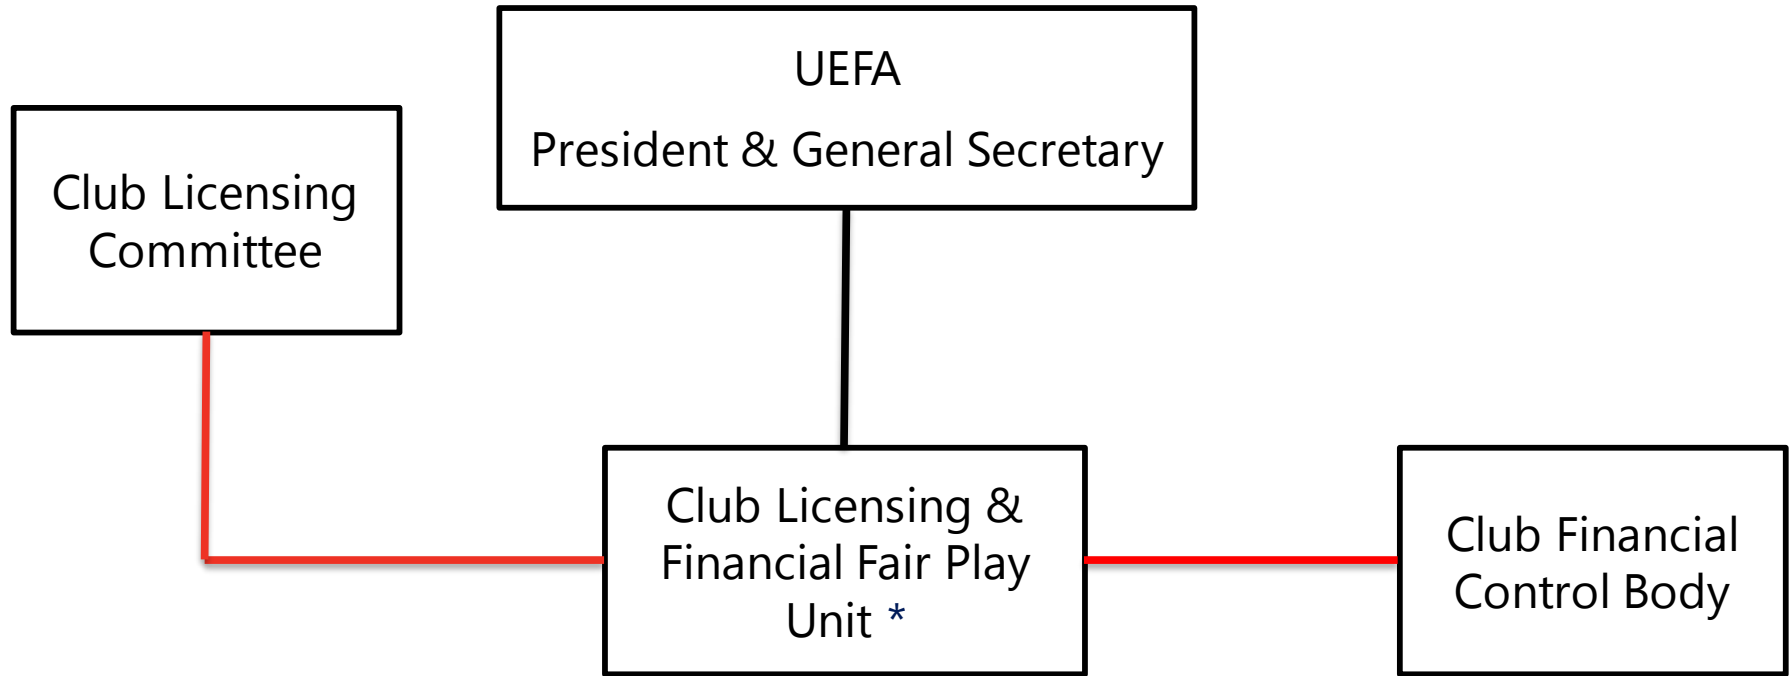 UEFA
President & General Secretary
Club Licensing
Committee
Club Licensing &
Financial Fair Play
Unit *
Club Financial
Control Body